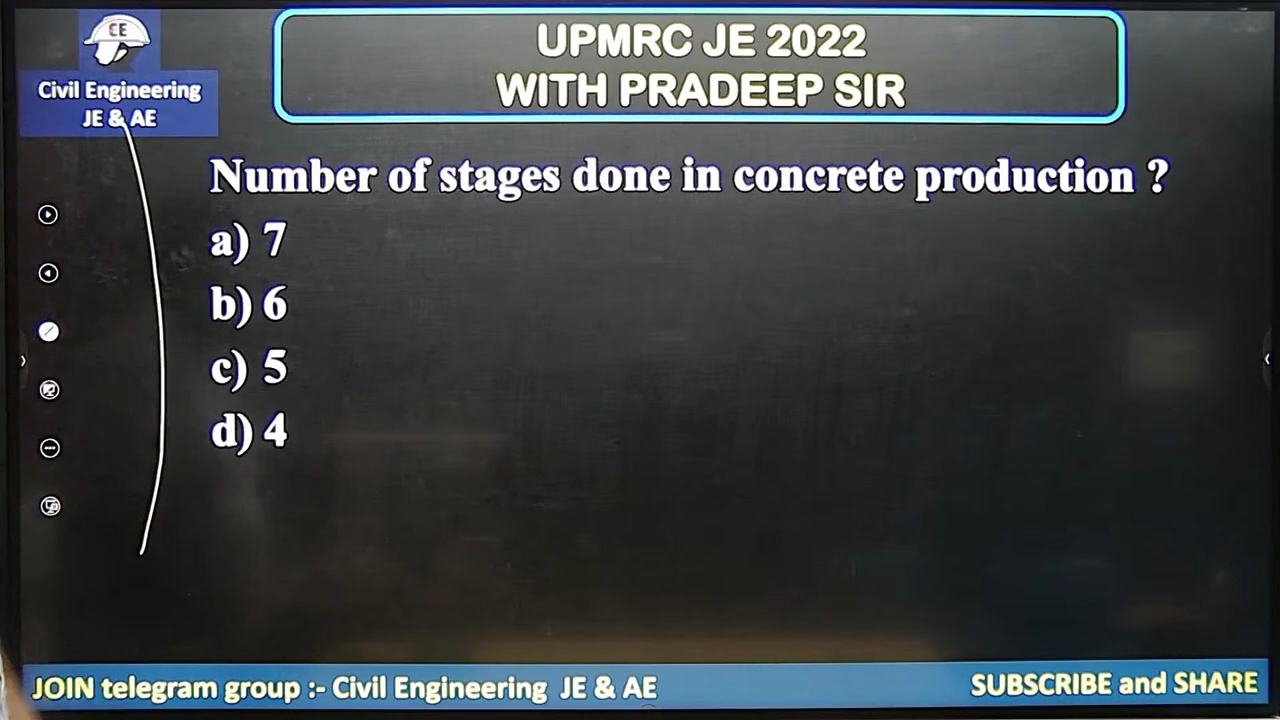 CE
Civil Engineering
JE & AE
UPMRC JE 2022
WITH PRADEEP SIR
Number of stages done in concrete production ?
a) 7
b) 6
c) 5
d) 4
JOIN telegram group :- Civil Engineering JE & AE
SUBSCRIBE and SHARE